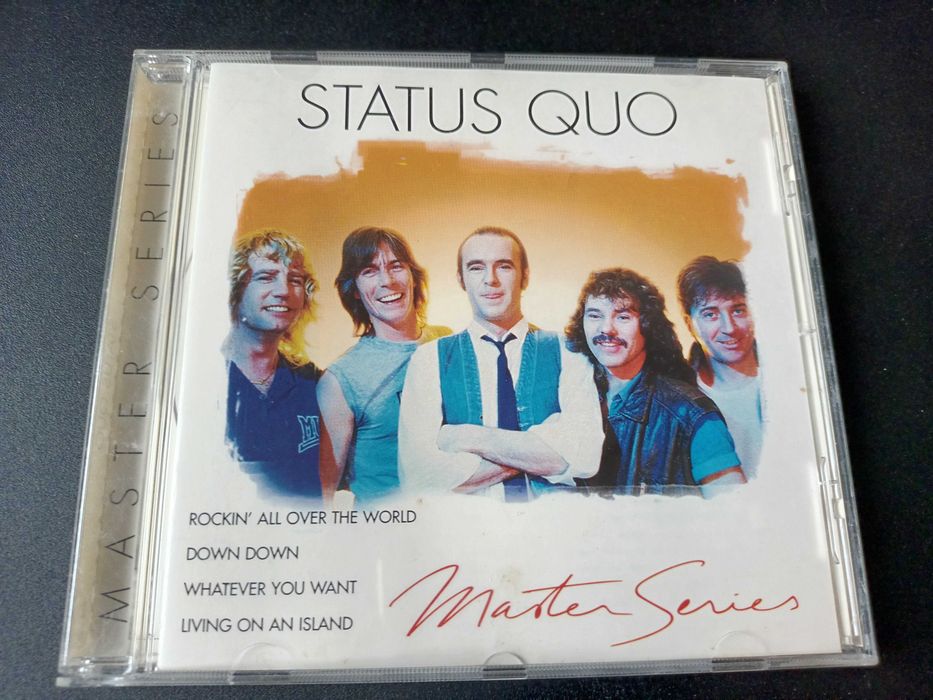 STATUS QUO
MASTER SERIES
ROCKIN' ALL OVER THE WORLD
DOWN DOWN
WHATEVER YOU WANT
LIVING ON AN ISLAND
Master Series